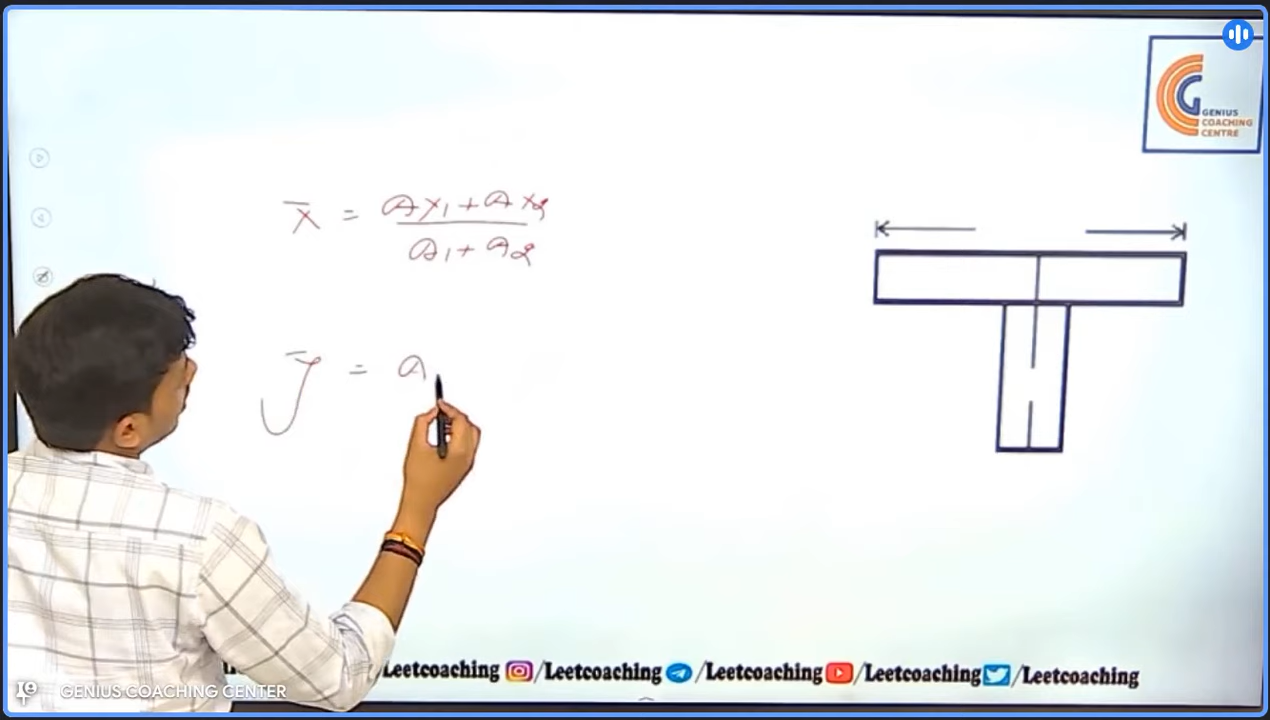 GENIUS
COACHING
CENTRE
x̄ = a x₁ + a x₂
a₁ + a₂
ȳ = a
/Leetcoaching /Leetcoaching /Leetcoaching /Leetcoaching /Leetcoaching
GENIUS COACHING CENTER